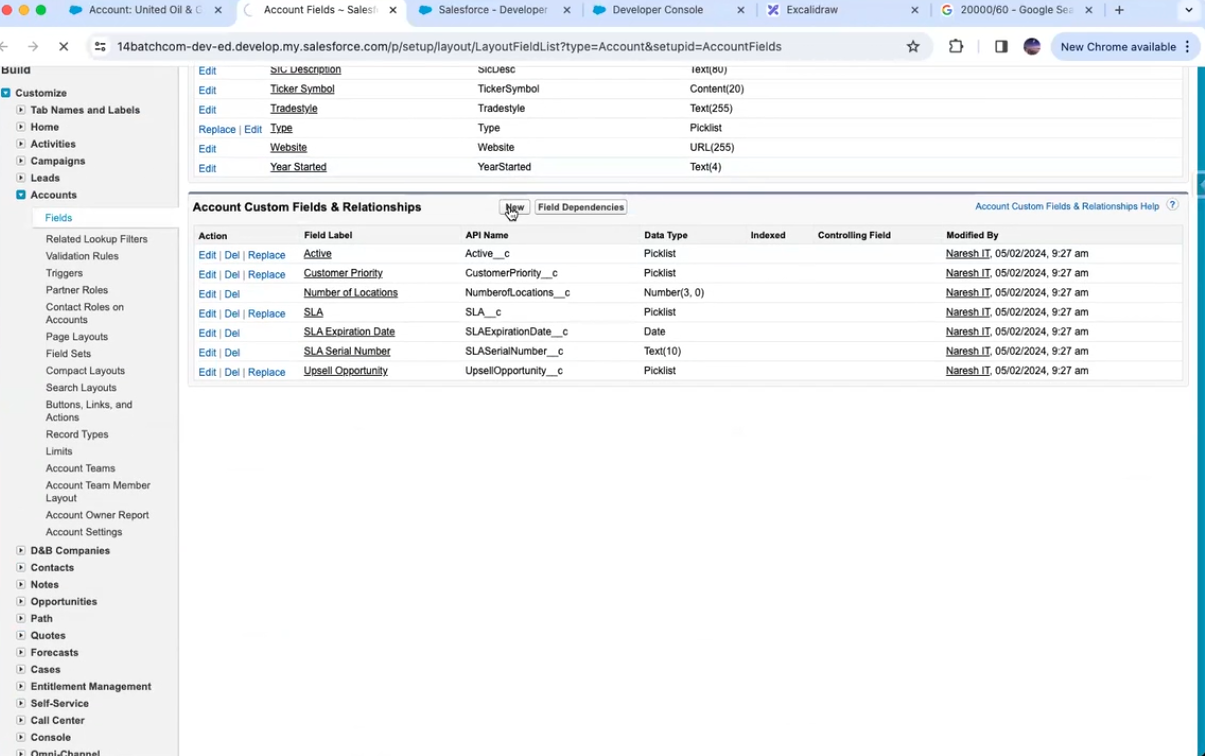 Account: United Oil & G
Account Fields ~ Salesf
Salesforce - Developer
Developer Console
Excalidraw
20000/60 - Google Sea
14batchcom-dev-ed.develop.my.salesforce.com/p/setup/layout/LayoutFieldList?type=Account&setupid=AccountFields
New Chrome available
Build
Customize
Tab Names and Labels
Home
Activities
Campaigns
Leads
Accounts
Fields
Related Lookup Filters
Validation Rules
Triggers
Partner Roles
Contact Roles on
Accounts
Page Layouts
Field Sets
Compact Layouts
Search Layouts
Buttons, Links, and
Actions
Record Types
Limits
Account Teams
Account Team Member
Layout
Account Owner Report
Account Settings
D&B Companies
Contacts
Notes
Opportunities
Path
Quotes
Forecasts
Cases
Entitlement Management
Self-Service
Call Center
Console
Omni-Channel
Edit SIC Description SicDesc Text(80)
Edit Ticker Symbol TickerSymbol Content(20)
Edit Tradestyle Tradestyle Text(255)
Replace | Edit Type Type Picklist
Edit Website Website URL(255)
Edit Year Started YearStarted Text(4)
Account Custom Fields & Relationships New Field Dependencies Account Custom Fields & Relationships Help ?
Action Field Label API Name Data Type Indexed Controlling Field Modified By
Edit | Del | Replace Active Active__c Picklist Naresh IT, 05/02/2024, 9:27 am
Edit | Del | Replace Customer Priority CustomerPriority__c Picklist Naresh IT, 05/02/2024, 9:27 am
Edit | Del Number of Locations NumberofLocations__c Number(3, 0) Naresh IT, 05/02/2024, 9:27 am
Edit | Del | Replace SLA SLA__c Picklist Naresh IT, 05/02/2024, 9:27 am
Edit | Del SLA Expiration Date SLAExpirationDate__c Date Naresh IT, 05/02/2024, 9:27 am
Edit | Del SLA Serial Number SLASerialNumber__c Text(10) Naresh IT, 05/02/2024, 9:27 am
Edit | Del | Replace Upsell Opportunity UpsellOpportunity__c Picklist Naresh IT, 05/02/2024, 9:27 am